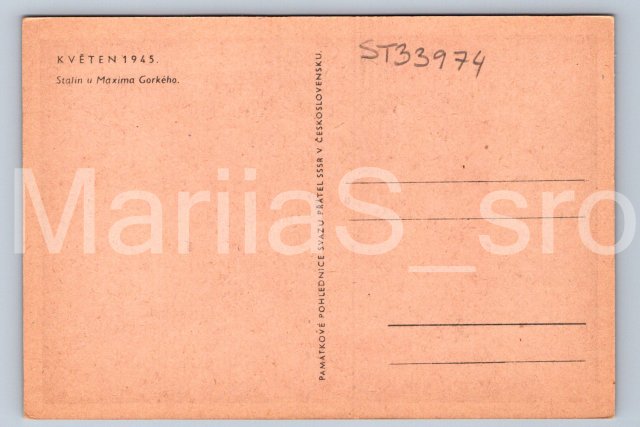 KVĚTEN 1945.
Stalin u Maxima Gorkého.
PAMÁTKOVÉ POHLEDNICE SVAZU PŘÁTEL SSSR V ČESKOSLOVENSKU.
ST33974
MariiaS_sro